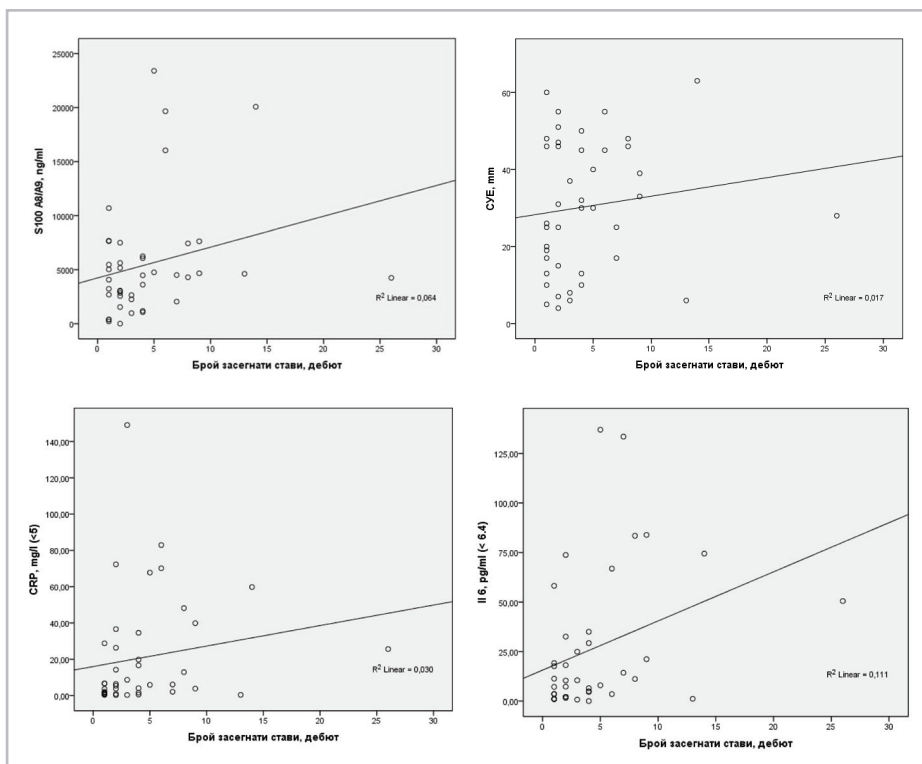 S100 A8/A9, ng/ml
25000
20000
15000
10000
5000
0
R2 Linear = 0,064
0 5 10 15 20 25 30
Брой засегнати стави, дебют
СУЕ, mm
60
40
20
0
R2 Linear = 0,017
0 5 10 15 20 25 30
Брой засегнати стави, дебют
CRP, mg/l (<5)
140,00
120,00
100,00
80,00
60,00
40,00
20,00
0,00
R2 Linear = 0,030
0 5 10 15 20 25 30
Брой засегнати стави, дебют
Il 6, pg/ml (< 6.4)
125,00
100,00
75,00
50,00
25,00
0,00
R2 Linear = 0,111
0 5 10 15 20 25 30
Брой засегнати стави, дебют